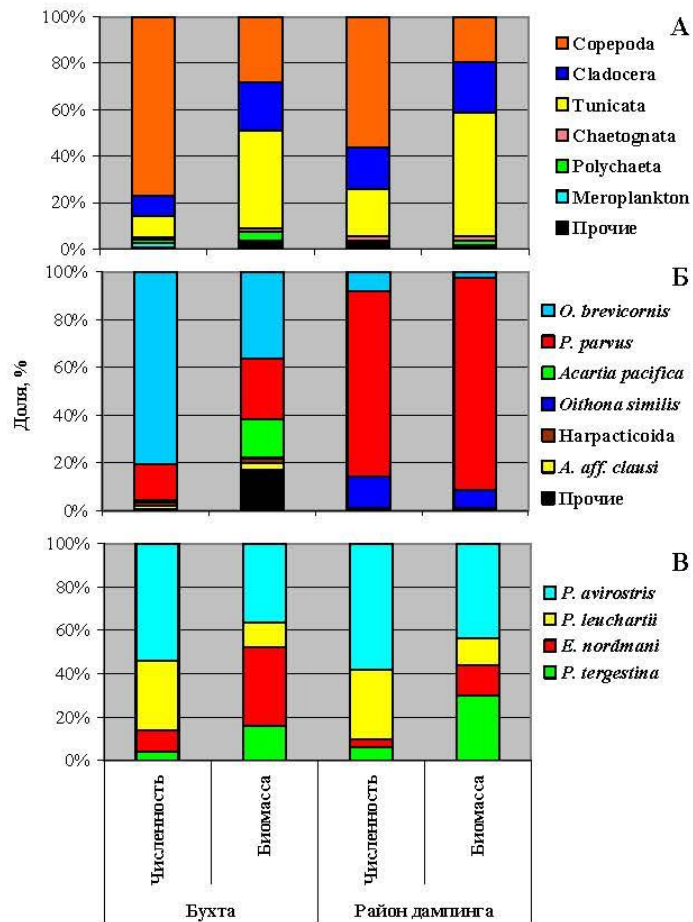 А
100%
80%
60%
40%
20%
0%
Copepoda
Cladocera
Tunicata
Chaetognata
Polychaeta
Meroplankton
Прочие
Б
Доля, %
100%
80%
60%
40%
20%
0%
O. brevicornis
P. parvus
Acartia pacifica
Oithona similis
Harpacticoida
A. aff. clausi
Прочие
В
100%
80%
60%
40%
20%
0%
P. avirostris
P. leuchartii
E. nordmani
P. tergestina
Численность
Биомасса
Численность
Биомасса
Бухта
Район дампинга